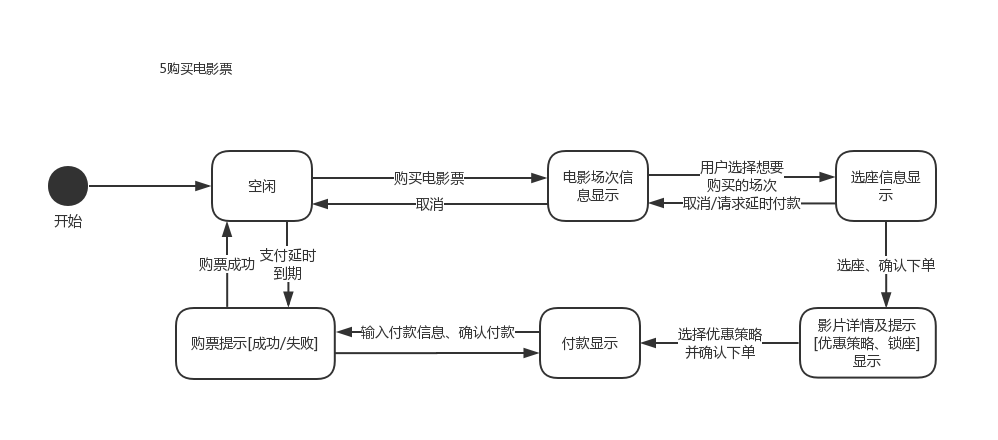 5购买电影票
开始
空闲
购买电影票
取消
电影场次信
息显示
用户选择想要
购买的场次
取消/请求延时付款
选座信息显
示
购票成功
支付延时
到期
选座、确认下单
购票提示[成功/失败]
输入付款信息、确认付款
付款显示
选择优惠策略
并确认下单
影片详情及提示
[优惠策略、锁座]
显示